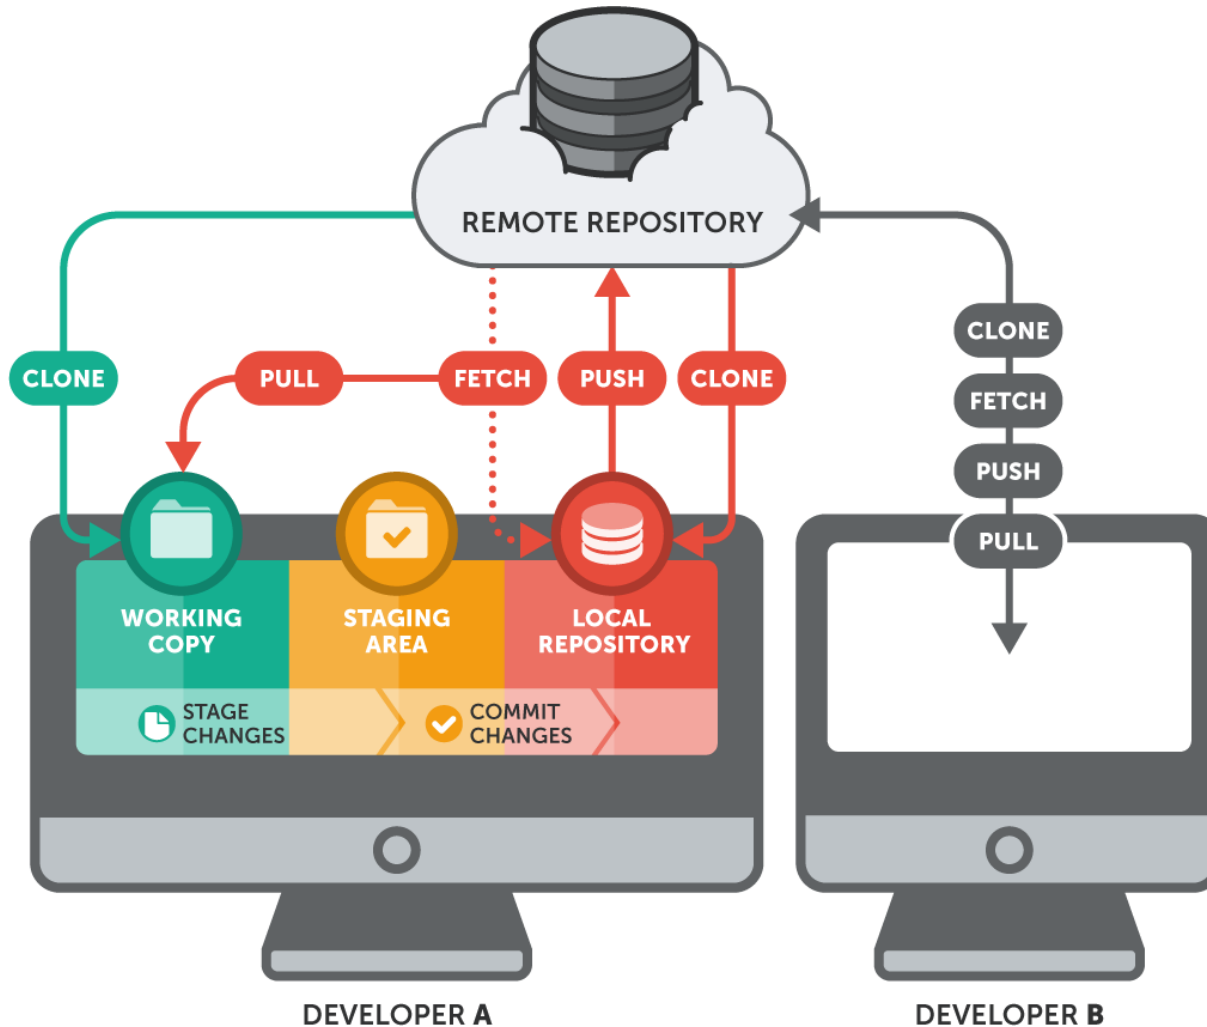 REMOTE REPOSITORY
CLONE
PULL
FETCH
PUSH
CLONE
CLONE
FETCH
PUSH
PULL
WORKING
COPY
STAGING
AREA
LOCAL
REPOSITORY
STAGE
CHANGES
COMMIT
CHANGES
DEVELOPER A
DEVELOPER B